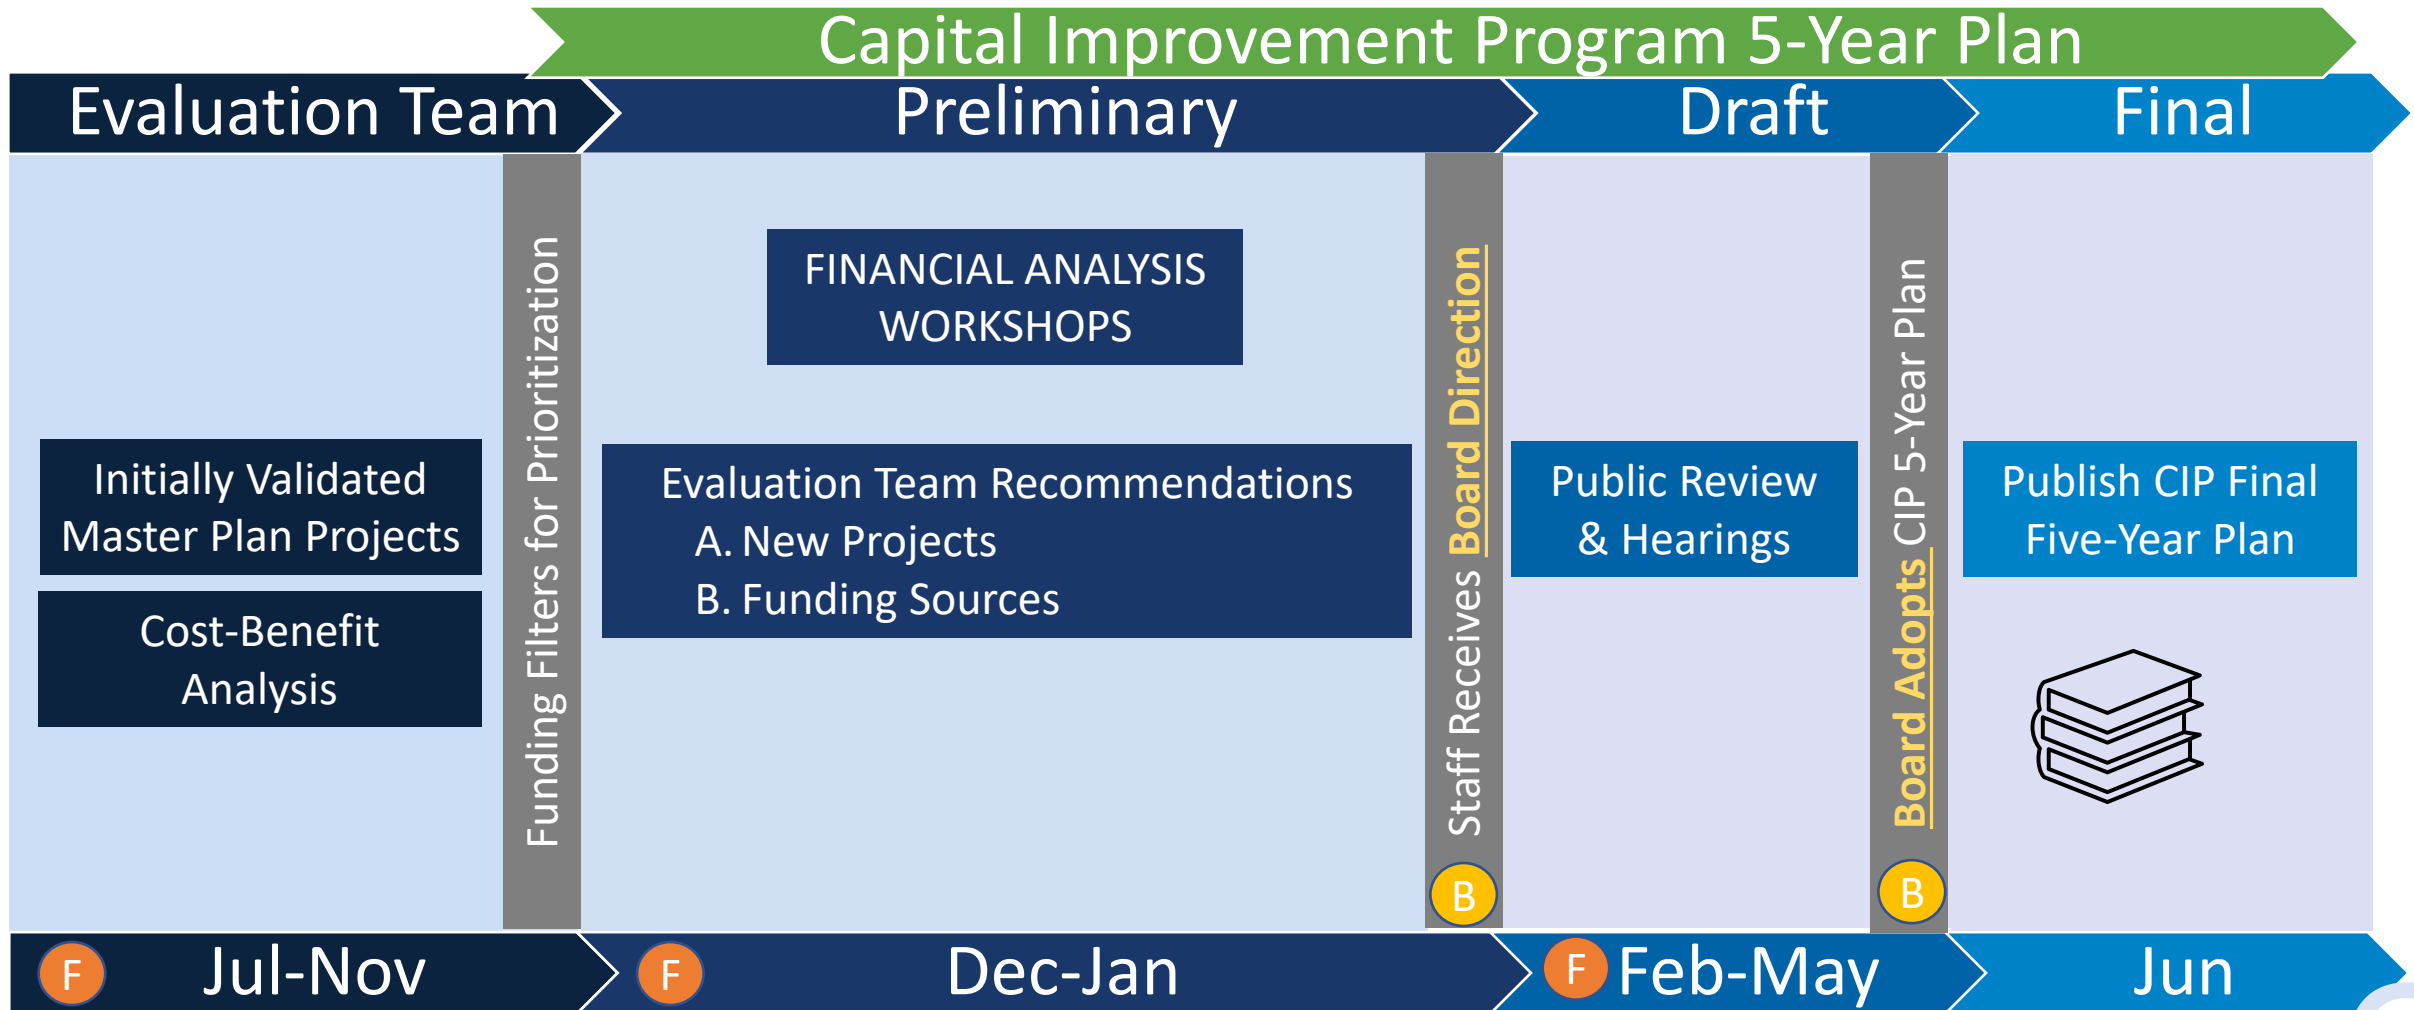 Capital Improvement Program 5-Year Plan
Evaluation Team
Preliminary
Draft
Final
Initially Validated
Master Plan Projects
Cost-Benefit
Analysis
Funding Filters for Prioritization
FINANCIAL ANALYSIS
WORKSHOPS
Evaluation Team Recommendations
A. New Projects
B. Funding Sources
Staff Receives Board Direction
B
Public Review
& Hearings
Board Adopts CIP 5-Year Plan
B
Publish CIP Final
Five-Year Plan
F Jul-Nov
F Dec-Jan
F Feb-May
Jun